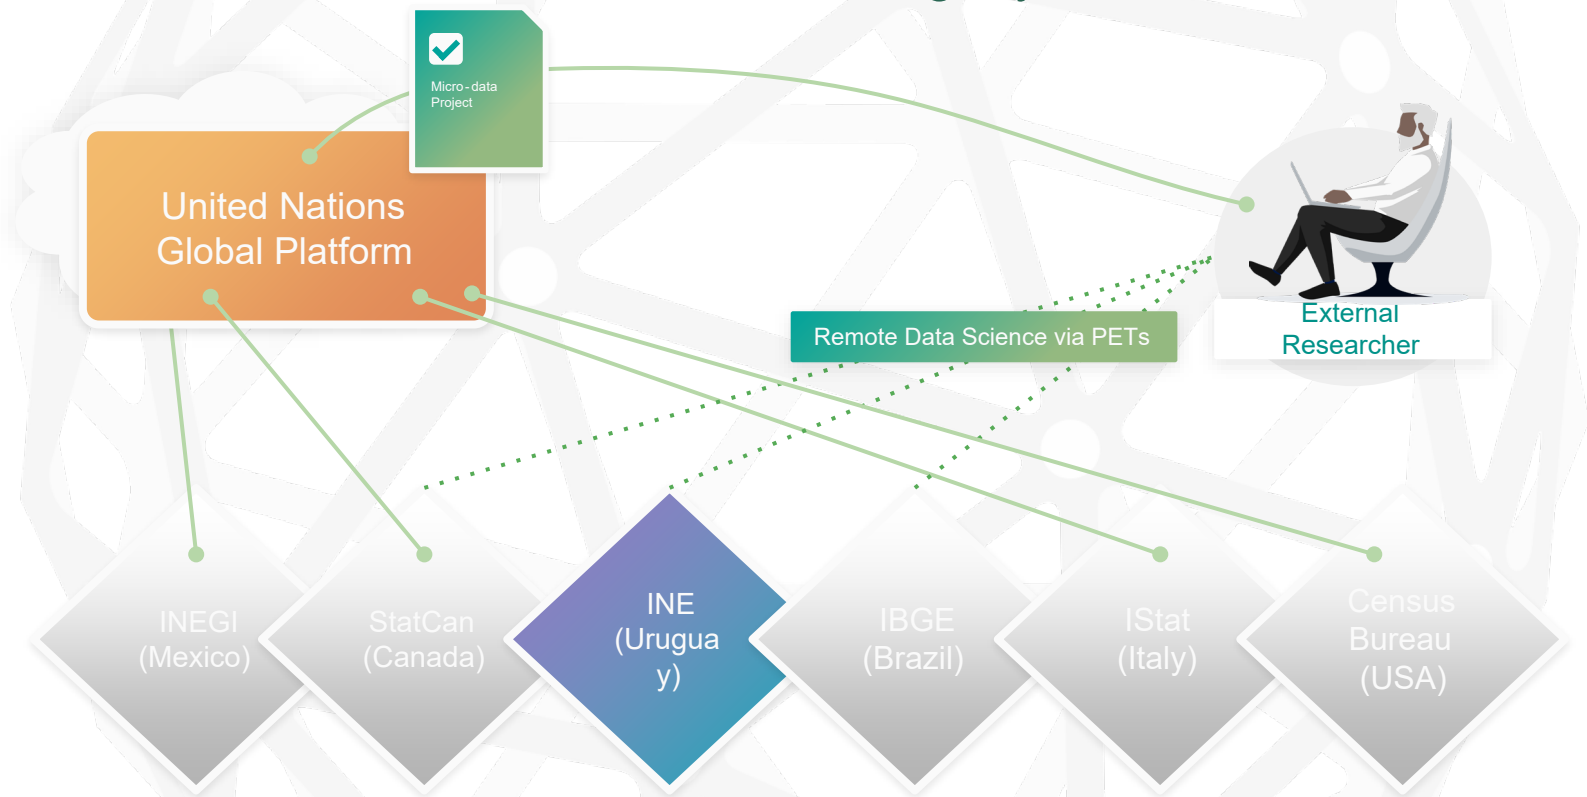 Micro-data
Project
United Nations
Global Platform
Remote Data Science via PETs
External
Researcher
INEGI
(Mexico)
StatCan
(Canada)
INE
(Urugua
y)
IBGE
(Brazil)
IStat
(Italy)
Census
Bureau
(USA)